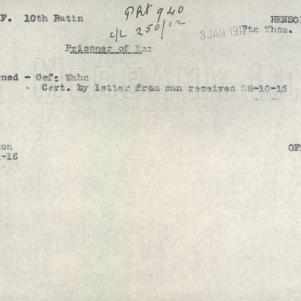 F. 10th Battn
PA# 940
HENSO
c/L 250/12
3 JAN 191
Pte Thos.
Prisoner of War
ned - Gef: Wahn
Cert. by letter from man received 28-10-16
on
-16
OF